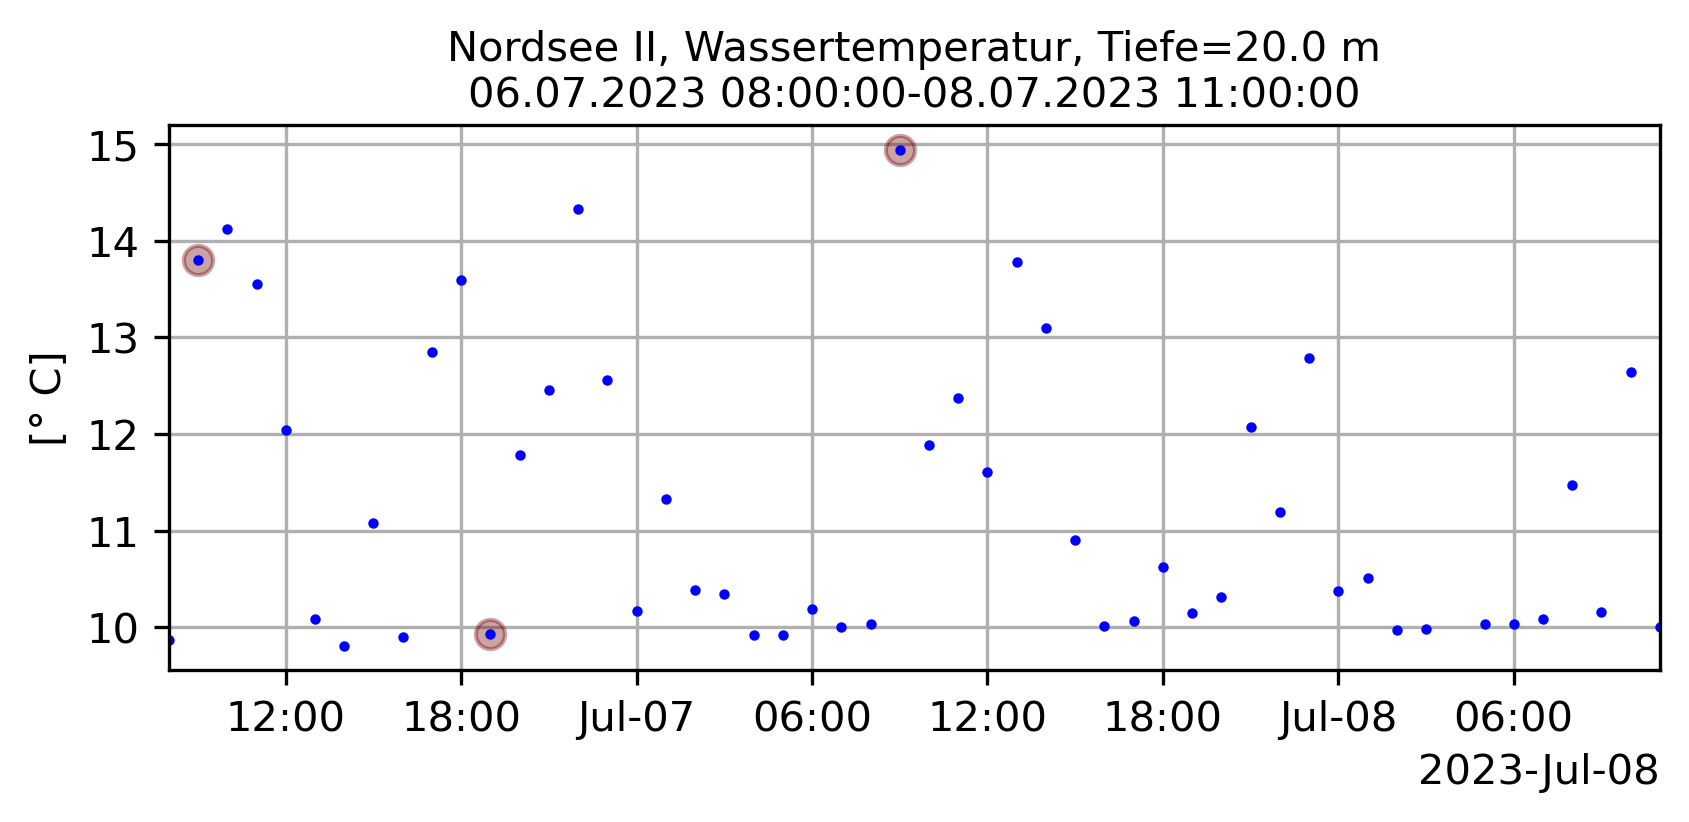 Nordsee II, Wassertemperatur, Tiefe=20.0 m
06.07.2023 08:00:00-08.07.2023 11:00:00
[° C]
15
14
13
12
11
10
12:00 18:00 Jul-07 06:00 12:00 18:00 Jul-08 06:00
2023-Jul-08